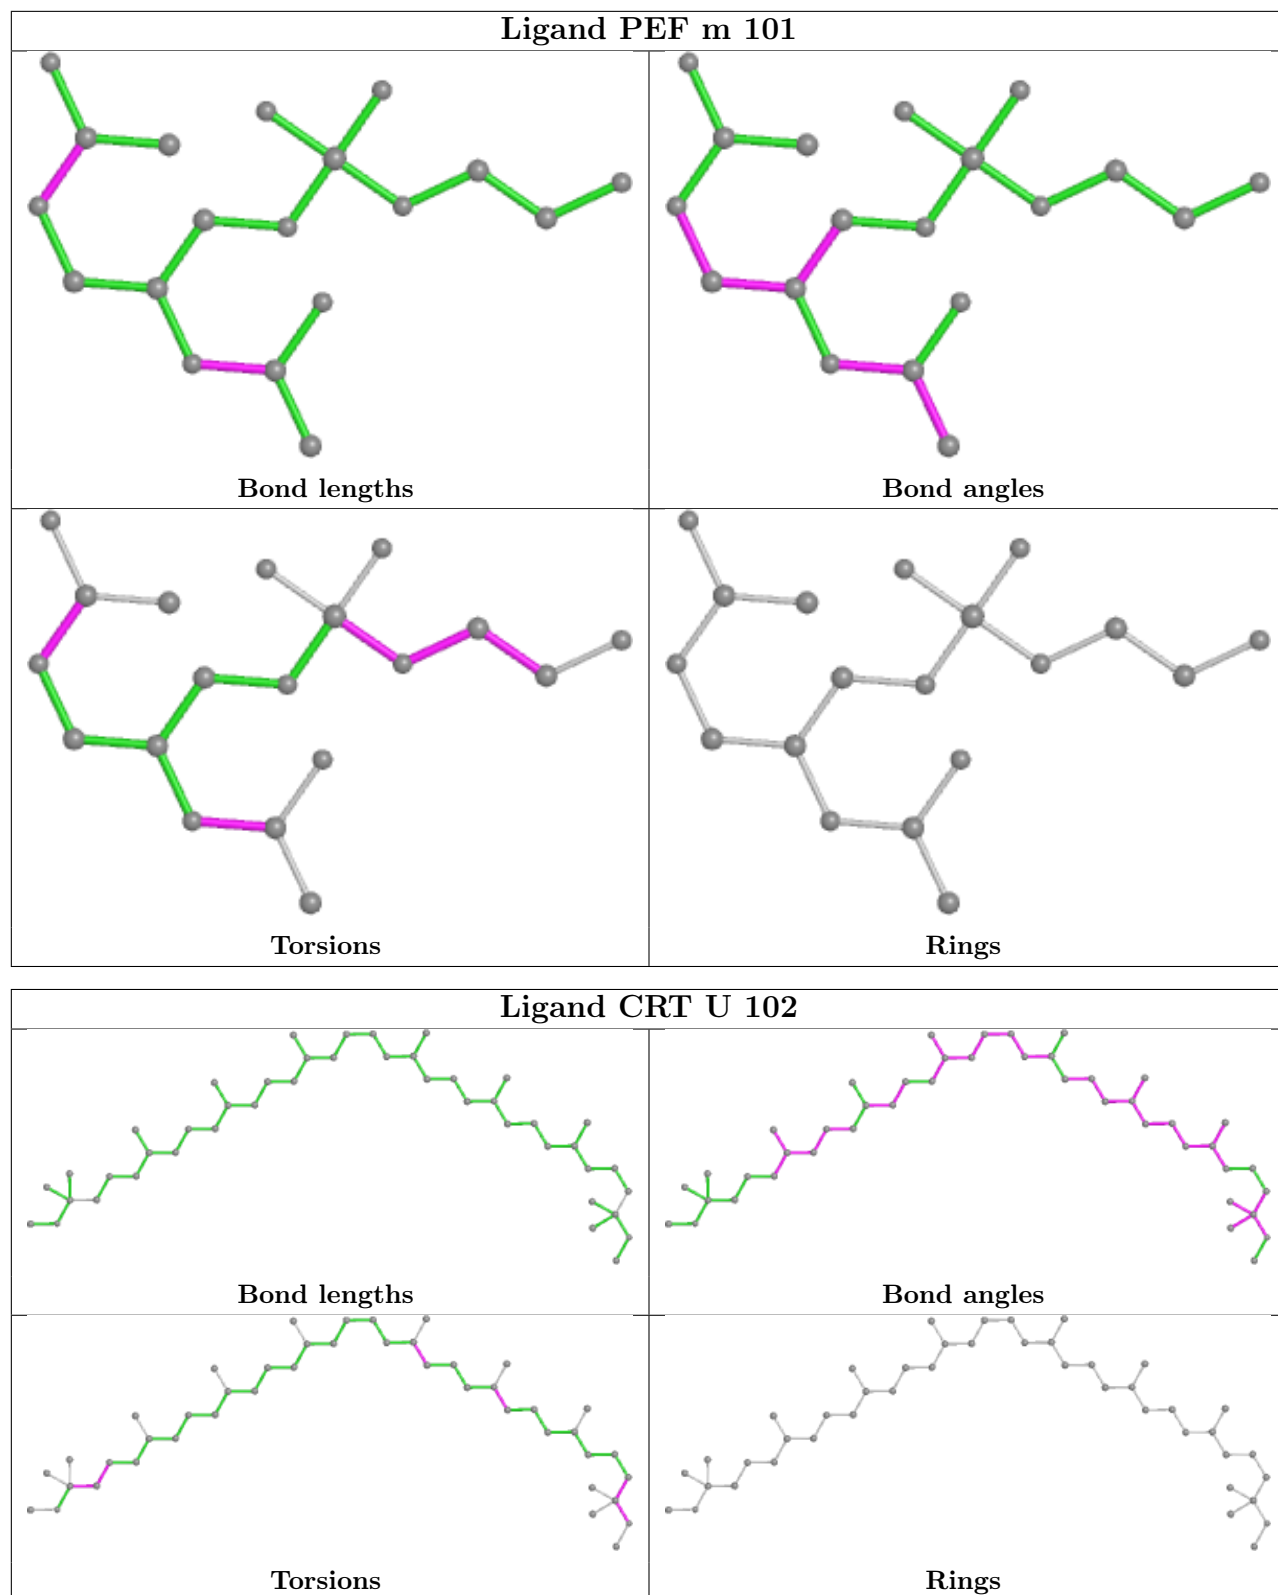 Ligand PEF m 101
Bond lengths
Bond angles
Torsions
Rings
Ligand CRT U 102
Bond lengths
Bond angles
Torsions
Rings